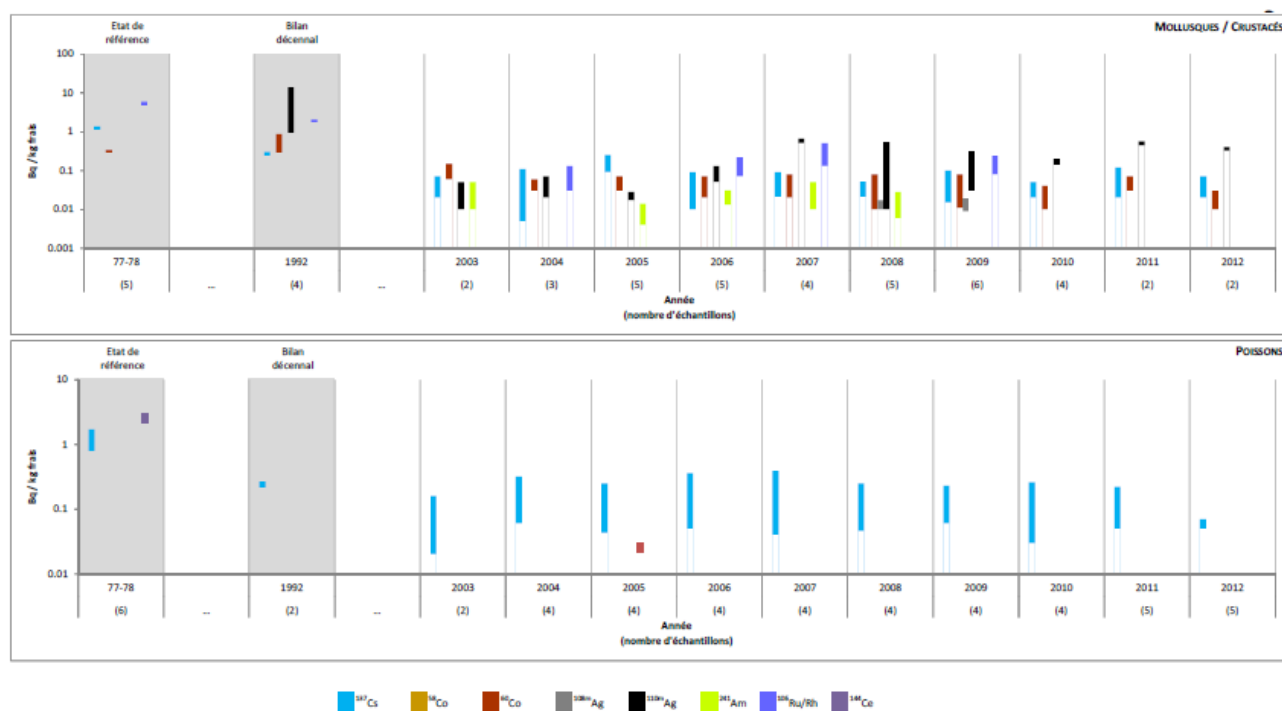 Etat de référence
Bilan décennal
MOLLUSQUES / CRUSTACÉS
Bq / kg frais
100
10
1
0.1
0.01
0.001
77-78 ... 1992 ... 2003 2004 2005 2006 2007 2008 2009 2010 2011 2012
(5) (4) (2) (3) (5) (5) (4) (5) (6) (4) (2) (2)
Année
(nombre d'échantillons)
Etat de référence
Bilan décennal
POISSONS
Bq / kg frais
10
1
0.1
0.01
77-78 ... 1992 ... 2003 2004 2005 2006 2007 2008 2009 2010 2011 2012
(6) (2) (2) (4) (4) (4) (4) (4) (4) (4) (5) (5)
Année
(nombre d'échantillons)
137Cs 58Co 60Co 108mAg 110mAg 241Am 106Ru/Rh 144Ce